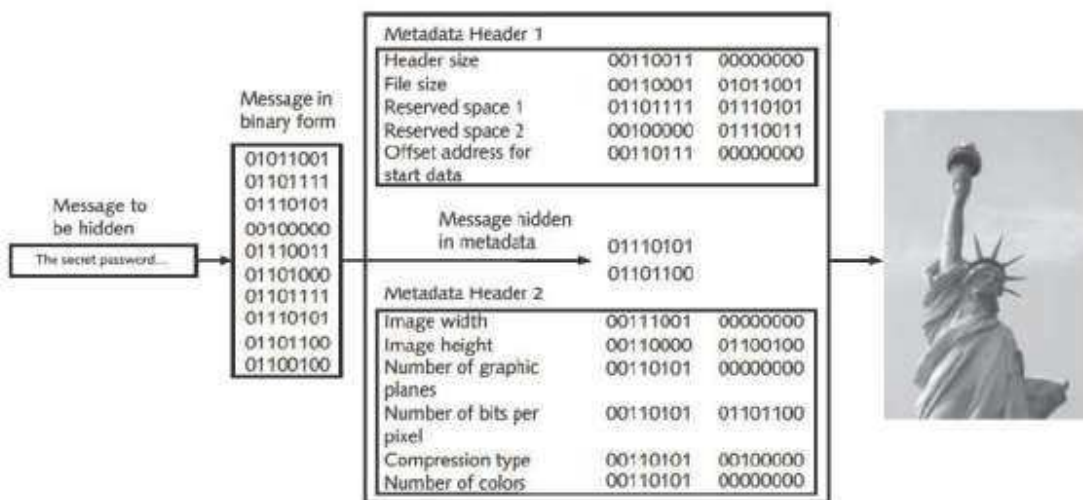 Message to
be hidden
The secret password...
Message in
binary form
01011001
01101111
01110101
00100000
01110011
01101000
01101111
01110101
01101100
01100100
Metadata Header 1
Header size 00110011 00000000
File size 00110001 01011001
Reserved space 1 01101111 01110101
Reserved space 2 00100000 01110011
Offset address for 00110111 00000000
start data
Message hidden
in metadata
01110101
01101100
Metadata Header 2
Image width 00111001 00000000
Image height 00110000 01100100
Number of graphic 00110101 00000000
planes
Number of bits per 00110101 01101100
pixel
Compression type 00110101 00100000
Number of colors 00110101 00000000